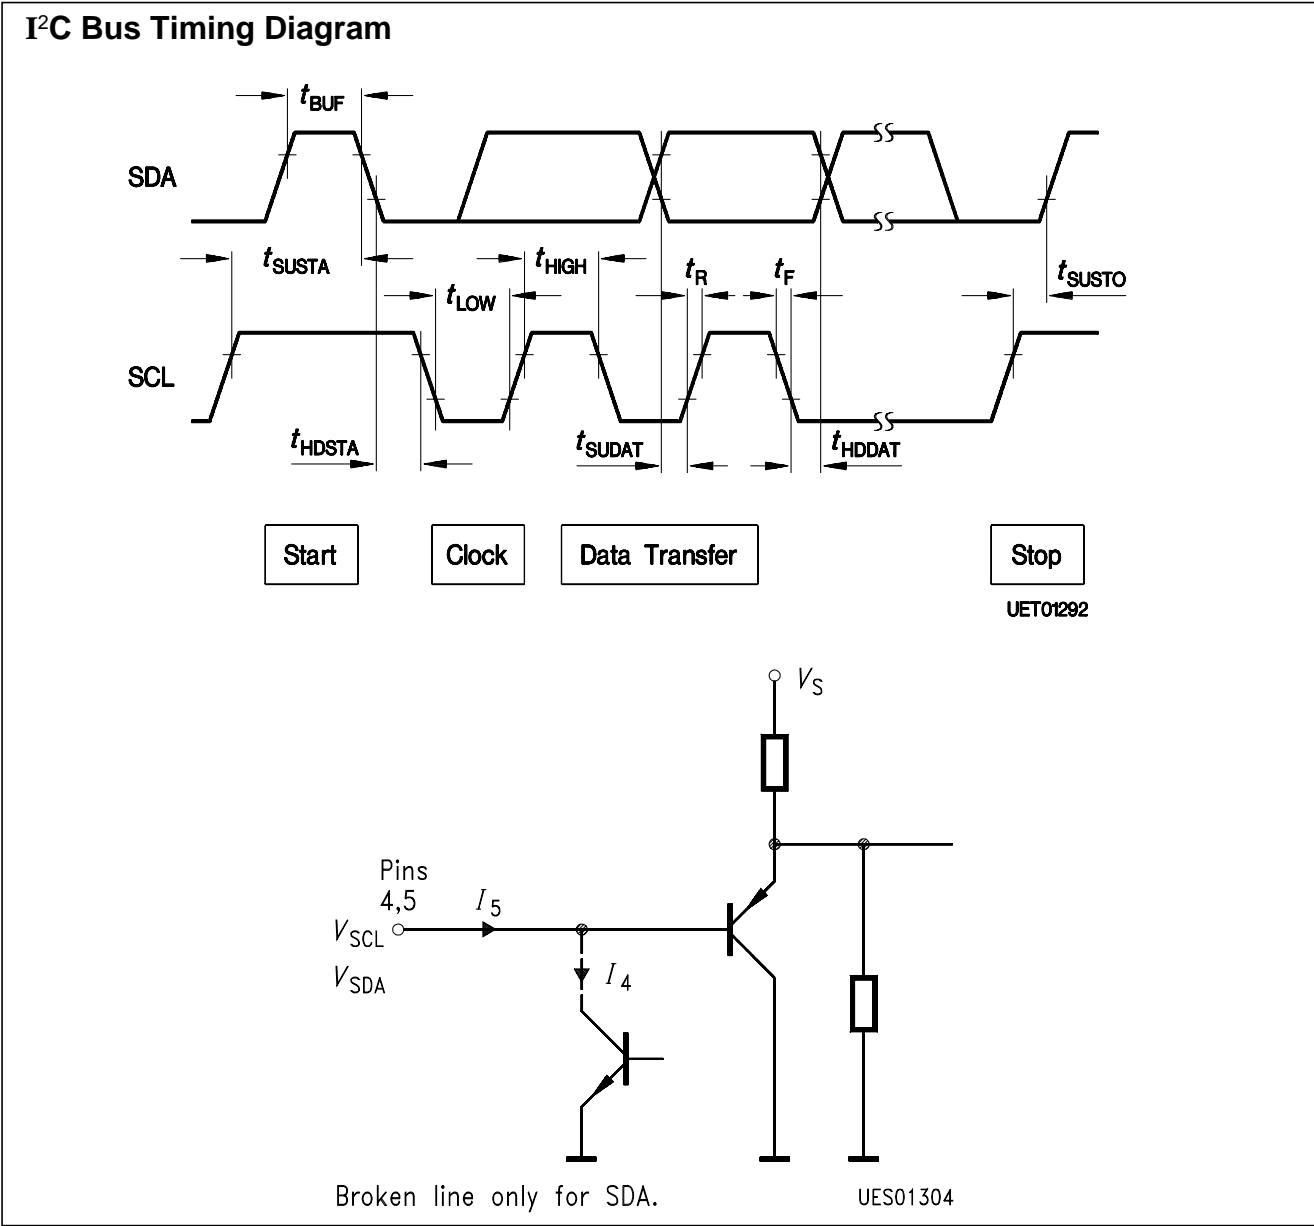 I²C Bus Timing Diagram
tBUF
SDA
tSUSTA
tHIGH
tR
tF
tSUSTO
tLOW
SCL
tHDSTA
tSUDAT
tHDDAT
Start
Clock
Data Transfer
Stop
UET01292
VS
Pins
4,5
I5
VSCL
VSDA
I4
Broken line only for SDA.
UES01304